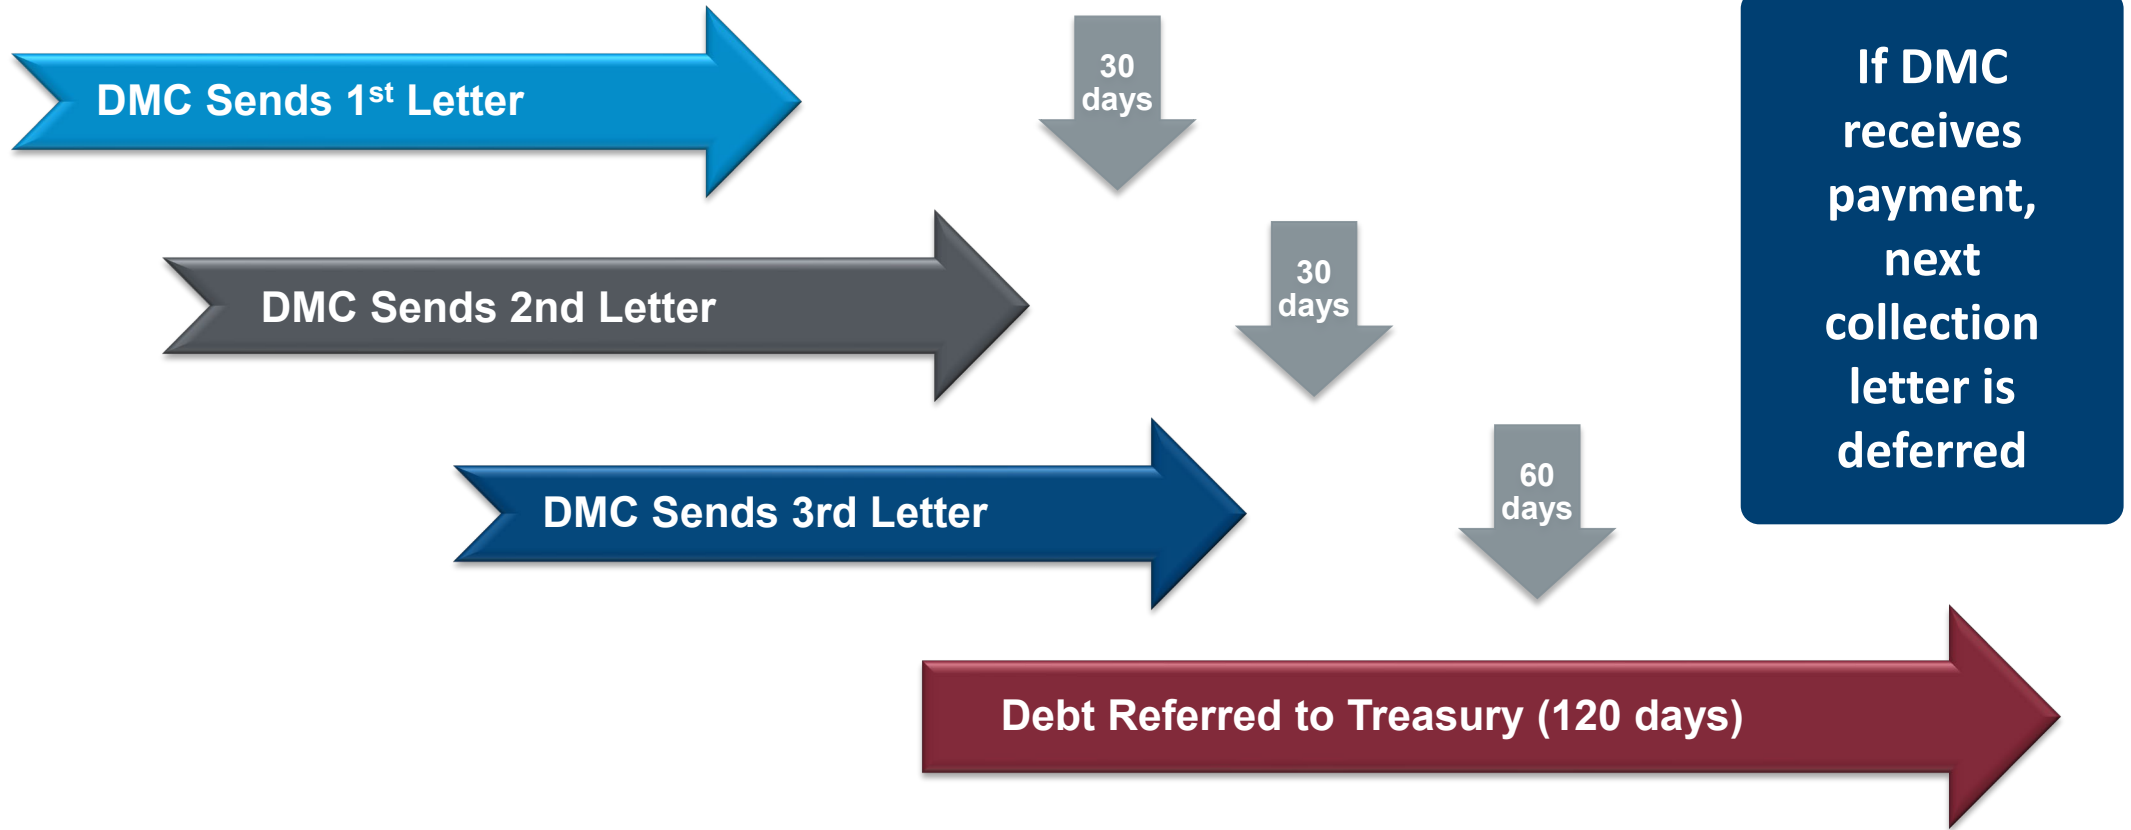 DMC Sends 1st Letter
30
days
DMC Sends 2nd Letter
30
days
DMC Sends 3rd Letter
60
days
Debt Referred to Treasury (120 days)
If DMC
receives
payment,
next
collection
letter is
deferred